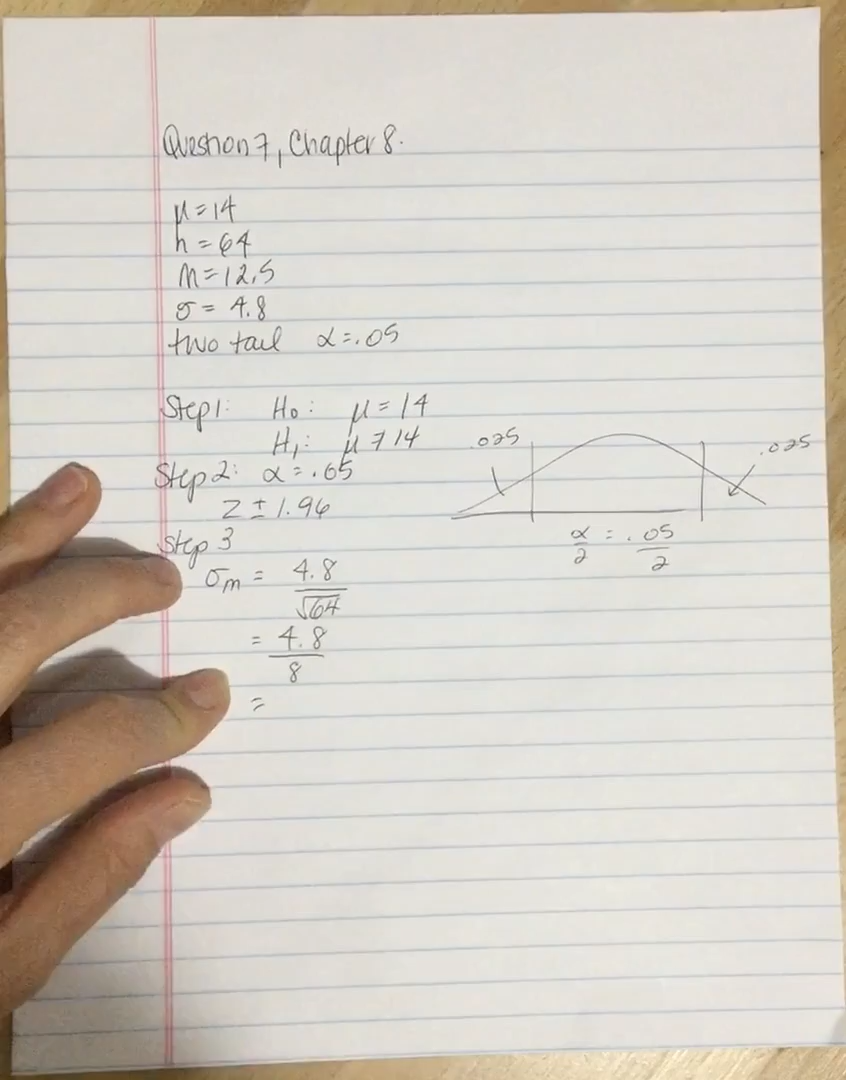 Question 7, Chapter 8.
μ = 14
n = 64
M = 12.5
σ = 4.8
two tail α = .05
Step 1: H₀: μ = 14
H₁: μ ≠ 14
Step 2: α = .05
Z ± 1.96
.025
.025
α/2 = .05/2
Step 3
σm = 4.8/√64
= 4.8/8
=